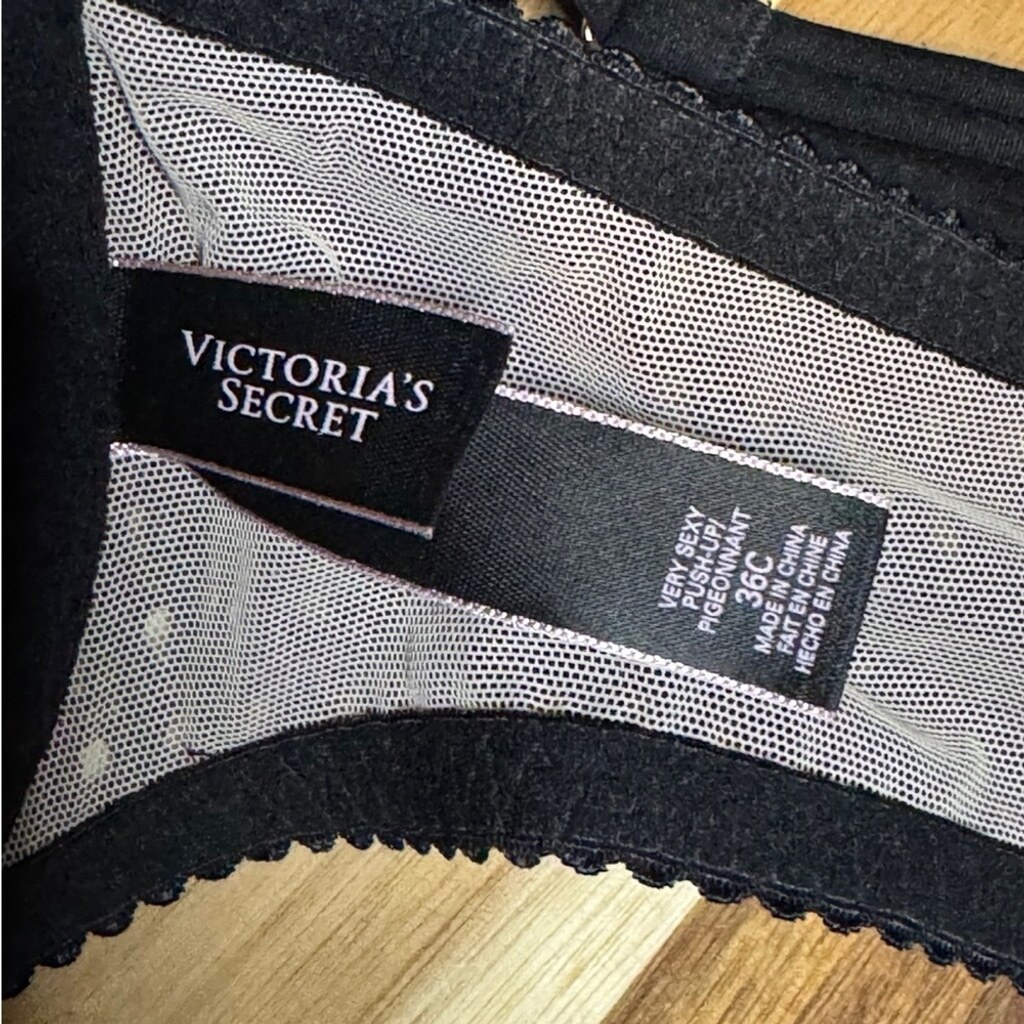 VICTORIA'S
SECRET
VERY SEXY
PUSH-UP/
PIGEONNANT
36C
MADE IN CHINA
FAIT EN CHINE
HECHO EN CHINA